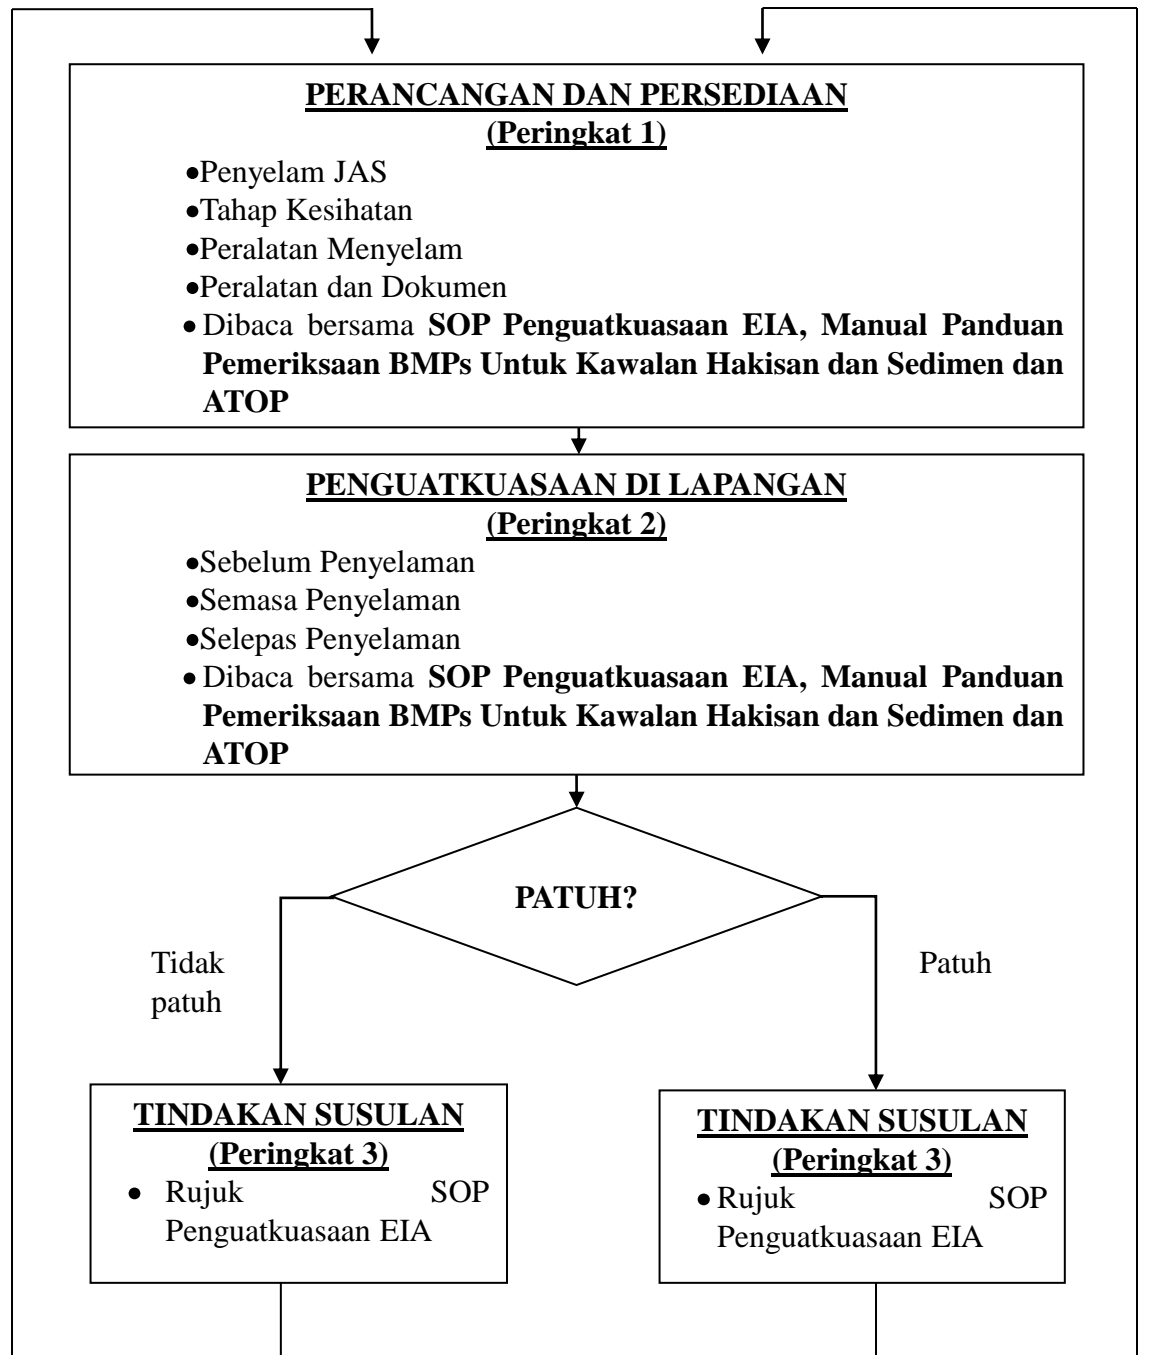 PERANCANGAN DAN PERSEDIAAN
(Peringkat 1)
•Penyelam JAS
•Tahap Kesihatan
•Peralatan Menyelam
•Peralatan dan Dokumen
• Dibaca bersama SOP Penguatkuasaan EIA, Manual Panduan
Pemeriksaan BMPs Untuk Kawalan Hakisan dan Sedimen dan
ATOP
PENGUATKUASAAN DI LAPANGAN
(Peringkat 2)
•Sebelum Penyelaman
•Semasa Penyelaman
•Selepas Penyelaman
• Dibaca bersama SOP Penguatkuasaan EIA, Manual Panduan
Pemeriksaan BMPs Untuk Kawalan Hakisan dan Sedimen dan
ATOP
PATUH?
Tidak
patuh
Patuh
TINDAKAN SUSULAN
(Peringkat 3)
• Rujuk SOP
Penguatkuasaan EIA
TINDAKAN SUSULAN
(Peringkat 3)
• Rujuk SOP
Penguatkuasaan EIA